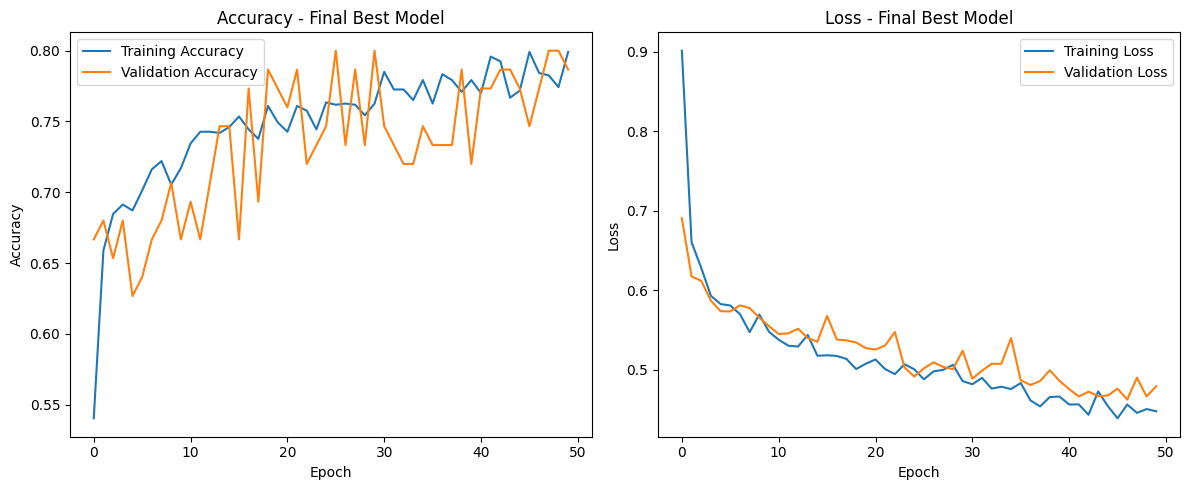 Accuracy - Final Best Model
Training Accuracy
Validation Accuracy
0.80
0.75
0.70
0.65
0.60
0.55
Accuracy
0 10 20 30 40 50
Epoch
Loss - Final Best Model
Training Loss
Validation Loss
0.9
0.8
0.7
0.6
0.5
Loss
0 10 20 30 40 50
Epoch